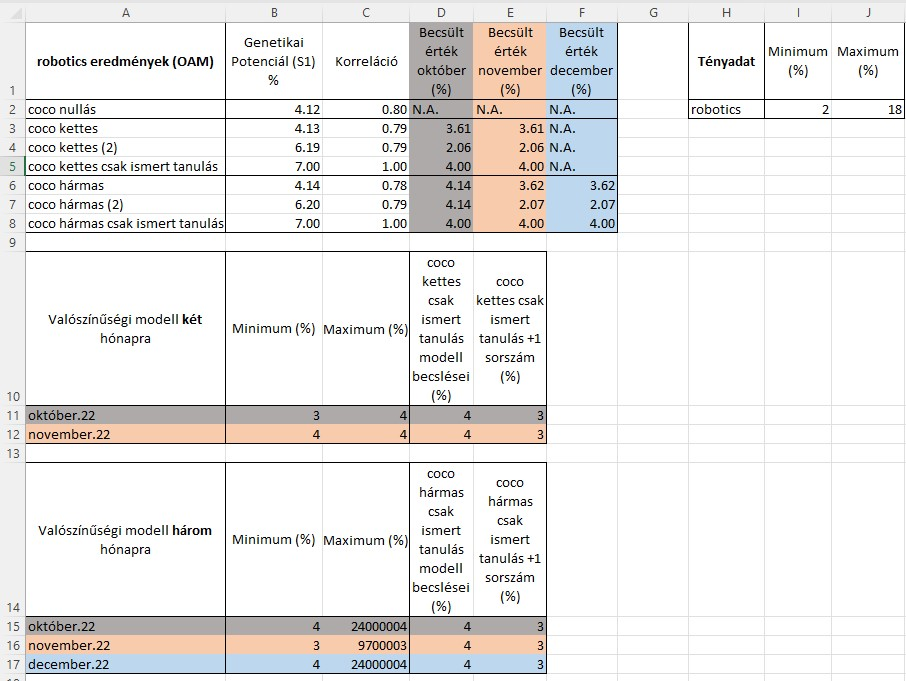 A B C D E F G H I J
1 robotics eredmények (OAM) Genetikai Potenciál (S1) % Korreláció Becsült érték október (%) Becsült érték november (%) Becsült érték december (%) Tényadat Minimum (%) Maximum (%)
2 coco nullás 4.12 0.80 N.A. N.A. N.A. robotics 2 18
3 coco kettes 4.13 0.79 3.61 3.61 N.A.
4 coco kettes (2) 6.19 0.79 2.06 2.06 N.A.
5 coco kettes csak ismert tanulás 7.00 1.00 4.00 4.00 N.A.
6 coco hármas 4.14 0.78 4.14 3.62 3.62
7 coco hármas (2) 6.20 0.79 4.14 2.07 2.07
8 coco hármas csak ismert tanulás 7.00 1.00 4.00 4.00 4.00
9
10 Valószínűségi modell két hónapra Minimum (%) Maximum (%) coco kettes csak ismert tanulás modell becslései (%) coco kettes csak ismert tanulás +1 sorszám (%)
11 október.22 3 4 4 3
12 november.22 4 4 4 3
13
14 Valószínűségi modell három hónapra Minimum (%) Maximum (%) coco hármas csak ismert tanulás modell becslései (%) coco hármas csak ismert tanulás +1 sorszám (%)
15 október.22 4 24000004 4 3
16 november.22 3 9700003 4 3
17 december.22 4 24000004 4 3